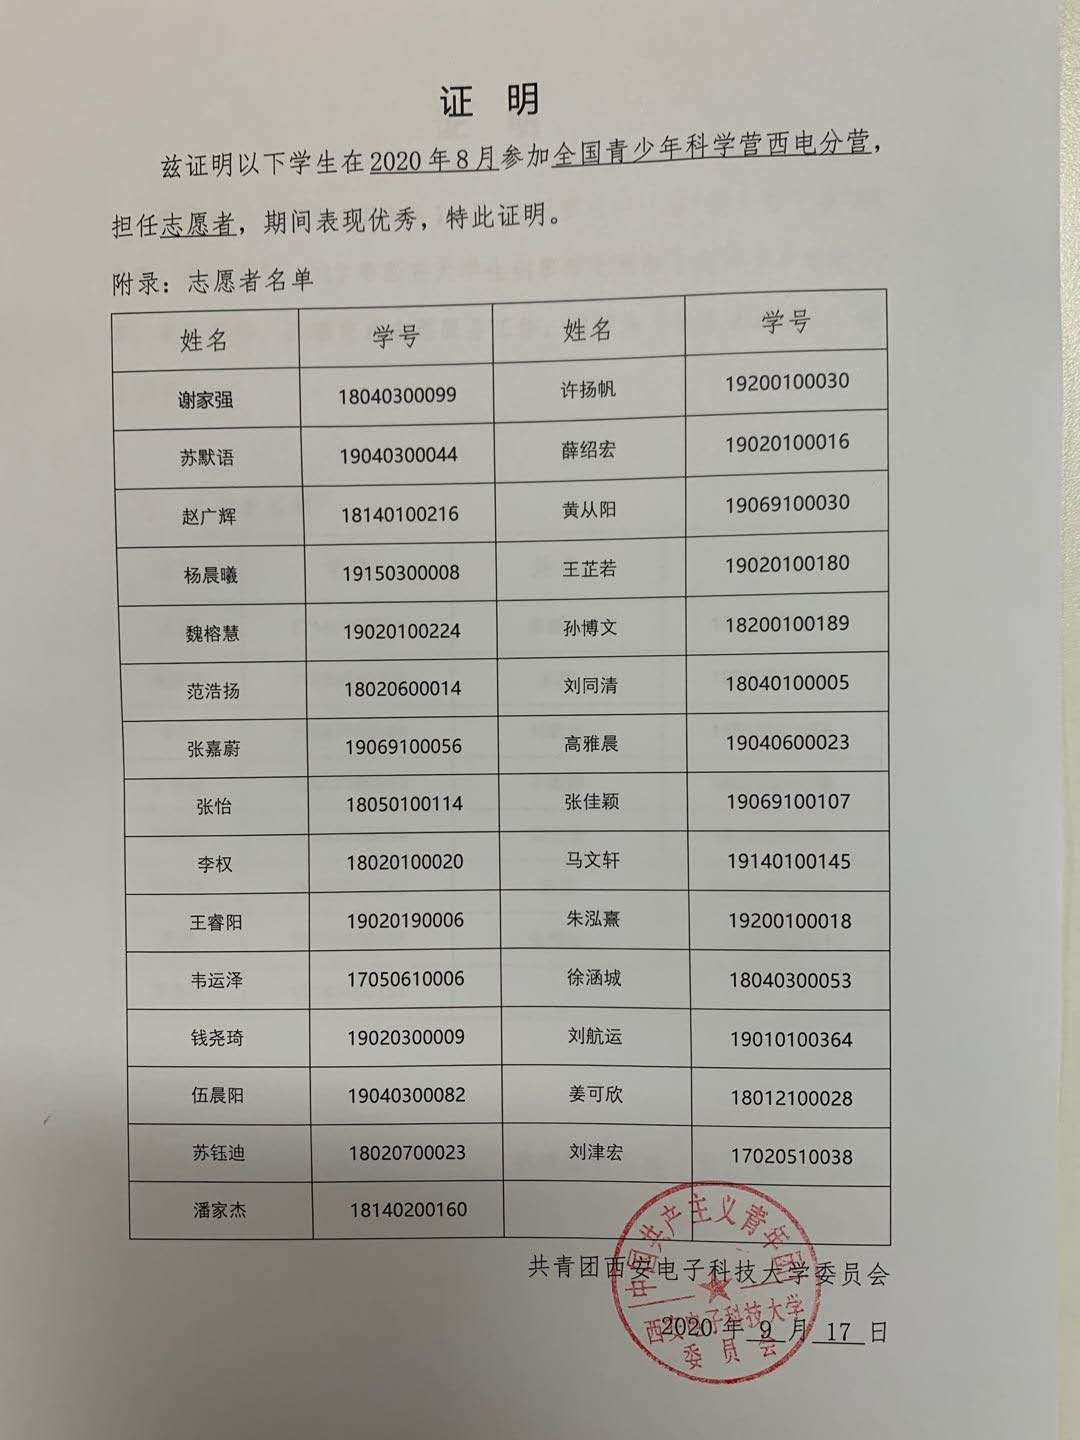 证 明
兹证明以下学生在2020年8月参加全国青少年科学营西电分营，
担任志愿者，期间表现优秀，特此证明。
附录：志愿者名单
姓名 学号 姓名 学号
谢家强 18040300099 许扬帆 19200100030
苏默语 19040300044 薛绍宏 19020100016
赵广辉 18140100216 黄从阳 19069100030
杨晨曦 19150300008 王芷若 19020100180
魏榕慧 19020100224 孙博文 18200100189
范浩扬 18020600014 刘同清 18040100005
张嘉蔚 19069100056 高雅晨 19040600023
张怡 18050100114 张佳颖 19069100107
李权 18020100020 马文轩 19140100145
王睿阳 19020190006 朱泓熹 19200100018
韦运泽 17050610006 徐涵城 18040300053
钱尧琦 19020300009 刘航运 19010100364
伍晨阳 19040300082 姜可欣 18012100028
苏钰迪 18020700023 刘津宏 17020510038
潘家杰 18140200160
共青团西安电子科技大学委员会
2020年 9 月 17 日
中国共产主义青年团
西安电子科技大学
委员会